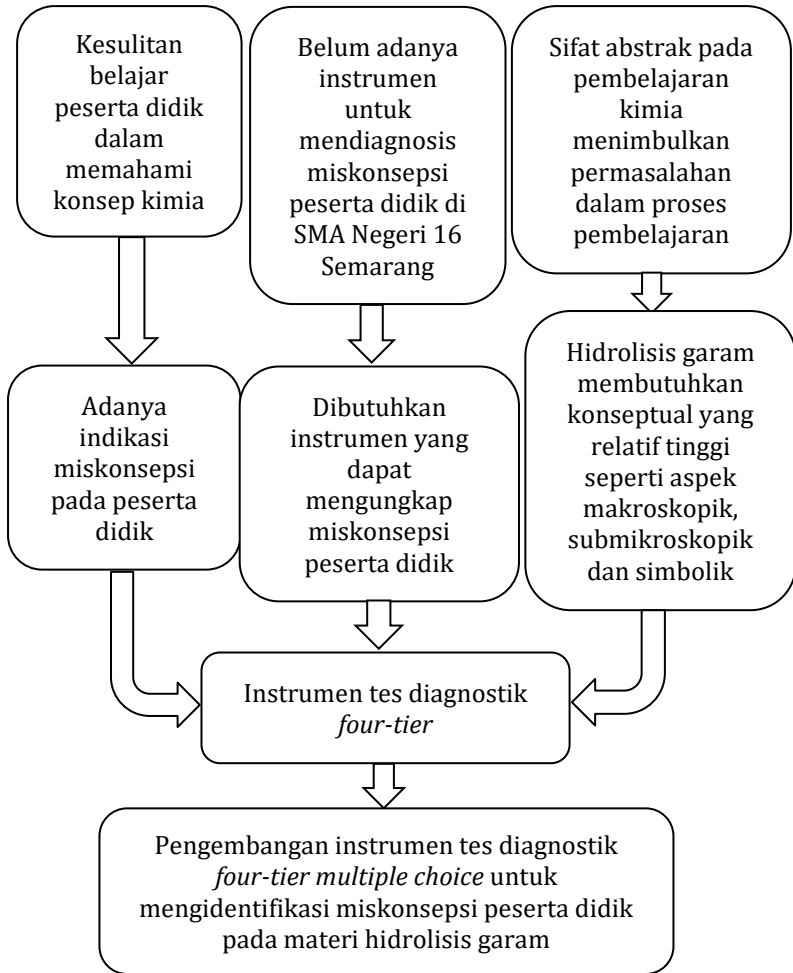 Kesulitan
belajar
peserta didik
dalam
memahami
konsep kimia
Belum adanya
instrumen
untuk
mendiagnosis
miskonsepsi
peserta didik di
SMA Negeri 16
Semarang
Sifat abstrak pada
pembelajaran
kimia
menimbulkan
permasalahan
dalam proses
pembelajaran
Adanya
indikasi
miskonsepsi
pada peserta
didik
Dibutuhkan
instrumen yang
dapat
mengungkap
miskonsepsi
peserta didik
Hidrolisis garam
membutuhkan
konseptual yang
relatif tinggi
seperti aspek
makroskopik,
submikroskopik
dan simbolik
Instrumen tes diagnostik
four-tier
Pengembangan instrumen tes diagnostik
four-tier multiple choice untuk
mengidentifikasi miskonsepsi peserta didik
pada materi hidrolisis garam